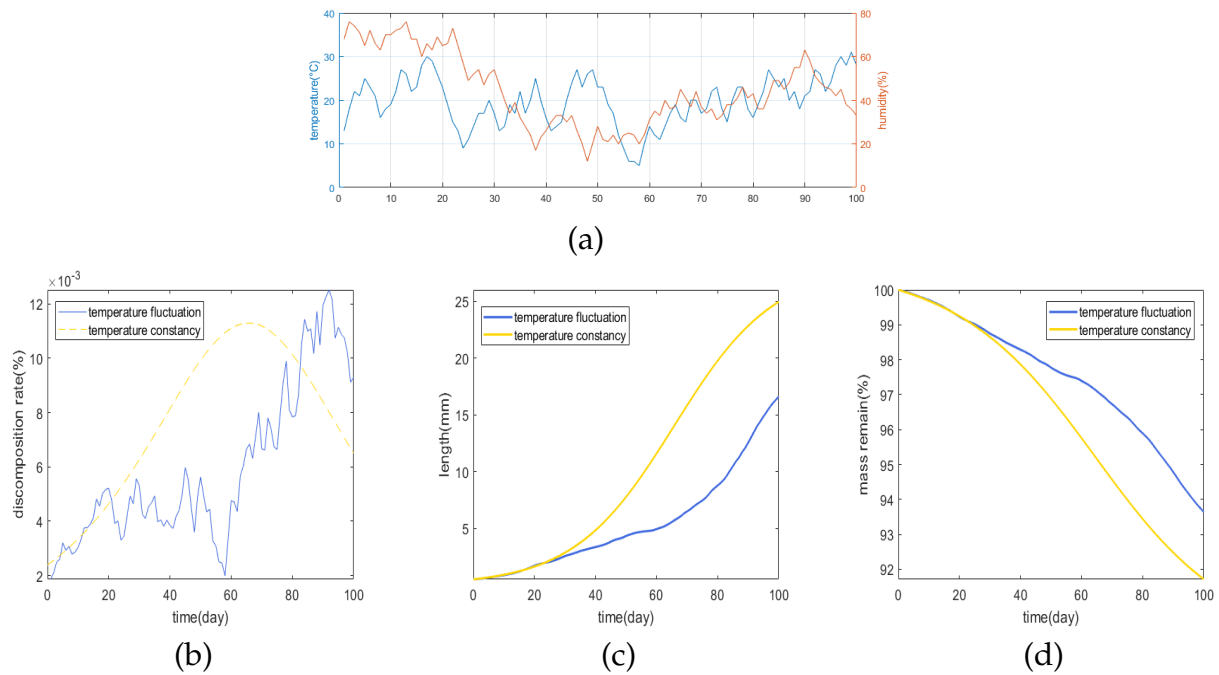 40
30
20
10
0
temperature(°C)
80
60
40
20
0
humidity(%)
0 10 20 30 40 50 60 70 80 90 100
(a)
×10⁻³
12
10
8
6
4
2
discomposition rate(%)
temperature fluctuation
temperature constancy
0 20 40 60 80 100
time(day)
(b)
25
20
15
10
5
length(mm)
temperature fluctuation
temperature constancy
0 20 40 60 80 100
time(day)
(c)
100
99
98
97
96
95
94
93
92
mass remain(%)
temperature fluctuation
temperature constancy
0 20 40 60 80 100
time(day)
(d)